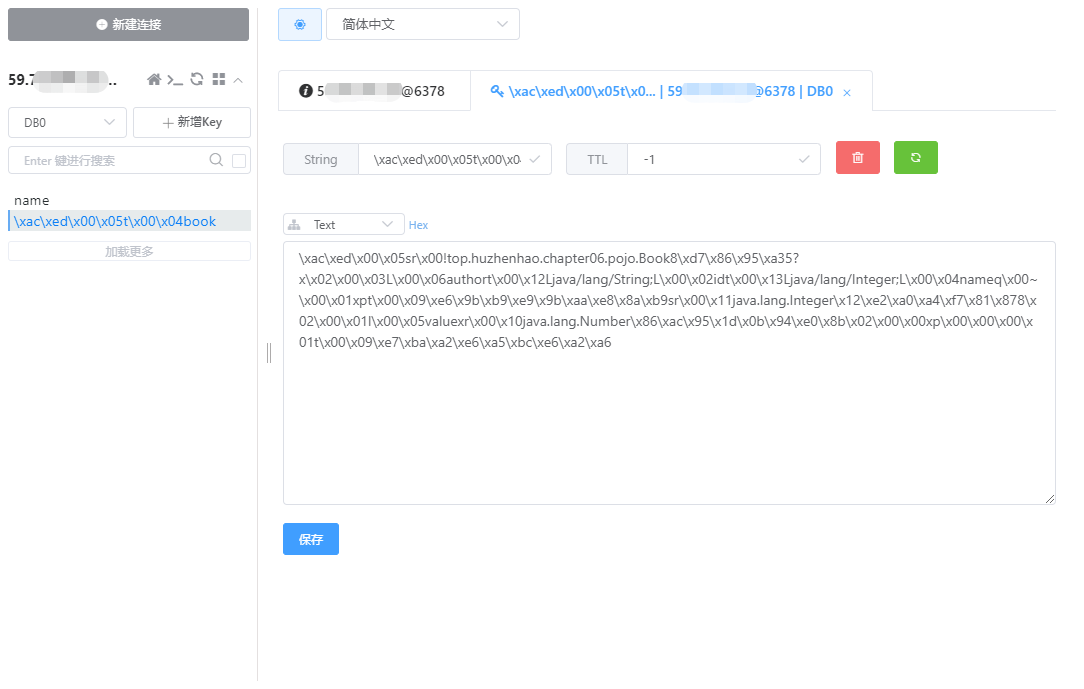 新建连接
简体中文
59.7 ..
5 @6378
\xac\xed\x00\x05t\x0... | 59 @6378 | DB0
DB0
新增Key
Enter 键进行搜索
String
\xac\xed\x00\x05t\x00\x04
TTL
-1
name
\xac\xed\x00\x05t\x00\x04book
加载更多
Text
Hex
\xac\xed\x00\x05sr\x00!top.huzhenhao.chapter06.pojo.Book8\xd7\x86\x95\xa35?
x\x02\x00\x03L\x00\x06authort\x00\x12Ljava/lang/String;L\x00\x02idt\x00\x13Ljava/lang/Integer;L\x00\x04nameq\x00~
\x00\x01xpt\x00\x09\xe6\x9b\xb9\xe9\x9b\xaa\xe8\x8a\xb9sr\x00\x11java.lang.Integer\x12\xe2\xa0\xa4\xf7\x81\x878\x
02\x00\x01I\x00\x05valuexr\x00\x10java.lang.Number\x86\xac\x95\x1d\x0b\x94\xe0\x8b\x02\x00\x00xp\x00\x00\x00\x
01t\x00\x09\xe7\xba\xa2\xe6\xa5\xbc\xe6\xa2\xa6
保存